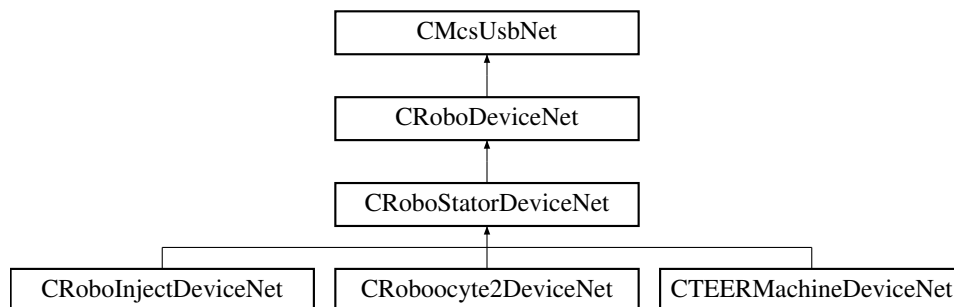 CMcsUsbNet
CRoboDeviceNet
CRoboStatorDeviceNet
CRoboInjectDeviceNet
CRoboocyte2DeviceNet
CTEERMachineDeviceNet